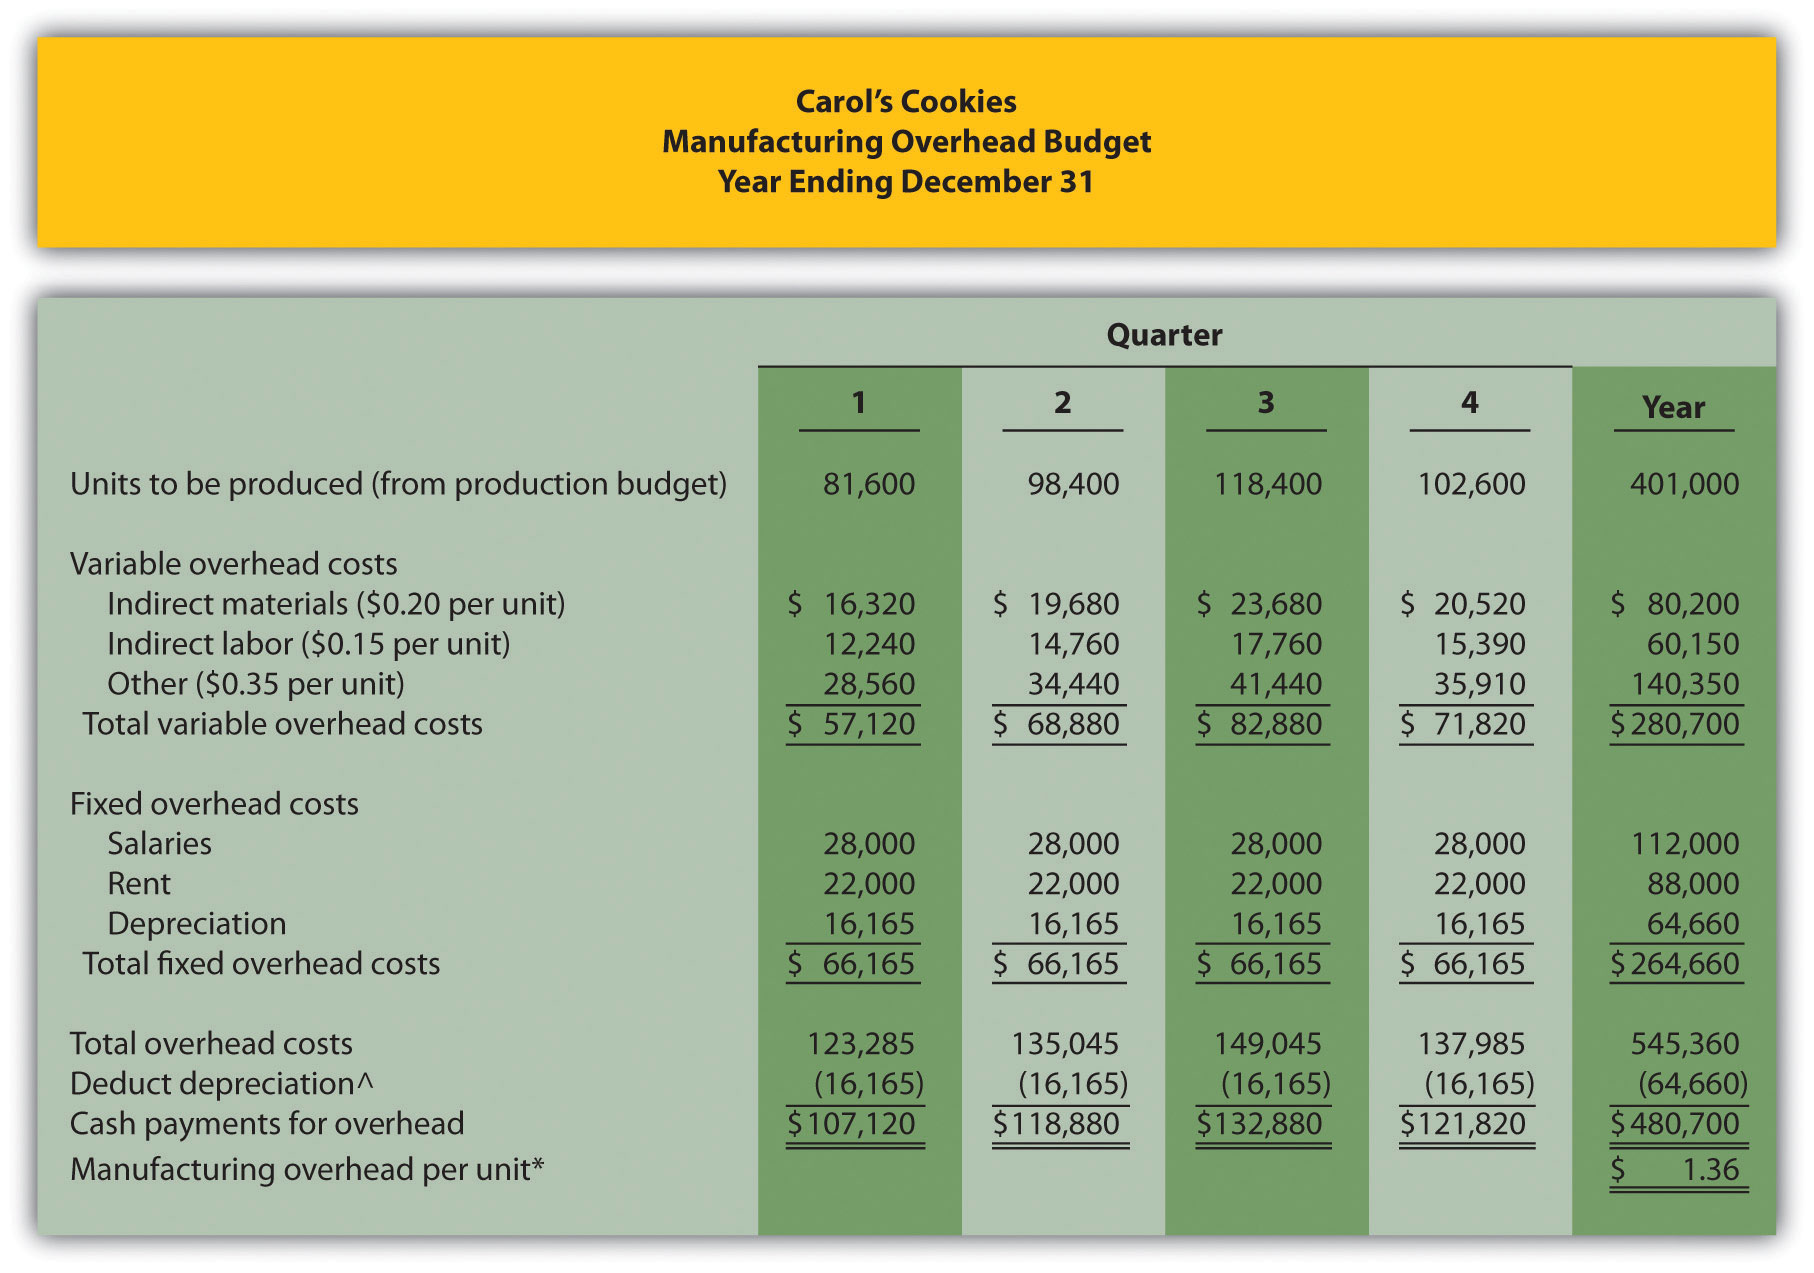 Carol’s Cookies
Manufacturing Overhead Budget
Year Ending December 31
Quarter
1 2 3 4 Year
Units to be produced (from production budget) 81,600 98,400 118,400 102,600 401,000
Variable overhead costs
Indirect materials ($0.20 per unit) $ 16,320 $ 19,680 $ 23,680 $ 20,520 $ 80,200
Indirect labor ($0.15 per unit) 12,240 14,760 17,760 15,390 60,150
Other ($0.35 per unit) 28,560 34,440 41,440 35,910 140,350
Total variable overhead costs $ 57,120 $ 68,880 $ 82,880 $ 71,820 $280,700
Fixed overhead costs
Salaries 28,000 28,000 28,000 28,000 112,000
Rent 22,000 22,000 22,000 22,000 88,000
Depreciation 16,165 16,165 16,165 16,165 64,660
Total fixed overhead costs $ 66,165 $ 66,165 $ 66,165 $ 66,165 $264,660
Total overhead costs 123,285 135,045 149,045 137,985 545,360
Deduct depreciation^ (16,165) (16,165) (16,165) (16,165) (64,660)
Cash payments for overhead $107,120 $118,880 $132,880 $121,820 $480,700
Manufacturing overhead per unit* $ 1.36